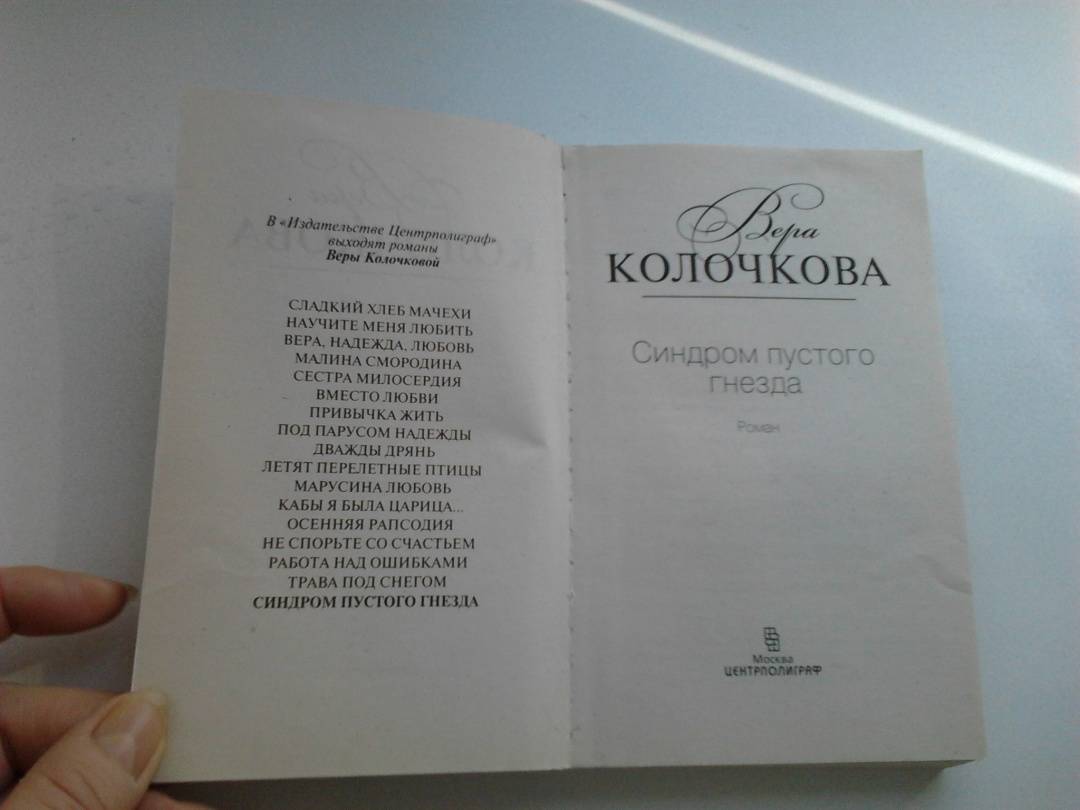 В «Издательстве Центрполиграф»
выходят романы
Веры Колочковой
СЛАДКИЙ ХЛЕБ МАЧЕХИ
НАУЧИТЕ МЕНЯ ЛЮБИТЬ
ВЕРА, НАДЕЖДА, ЛЮБОВЬ
МАЛИНА СМОРОДИНА
СЕСТРА МИЛОСЕРДИЯ
ВМЕСТО ЛЮБВИ
ПРИВЫЧКА ЖИТЬ
ПОД ПАРУСОМ НАДЕЖДЫ
ДВАЖДЫ ДРЯНЬ
ЛЕТЯТ ПЕРЕЛЕТНЫЕ ПТИЦЫ
МАРУСИНА ЛЮБОВЬ
КАБЫ Я БЫЛА ЦАРИЦА...
ОСЕННЯЯ РАПСОДИЯ
НЕ СПОРЬТЕ СО СЧАСТЬЕМ
РАБОТА НАД ОШИБКАМИ
ТРАВА ПОД СНЕГОМ
СИНДРОМ ПУСТОГО ГНЕЗДА
Вера
КОЛОЧКОВА
Синдром пустого
гнезда
Роман
Москва
ЦЕНТРПОЛИГРАФ